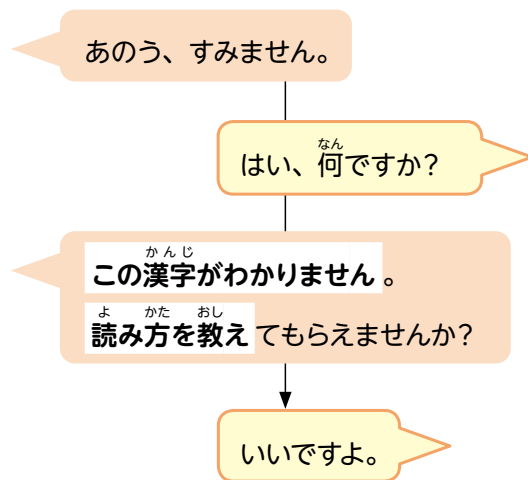 あのう、すみません。
なん
はい、何ですか?
かんじ
この漢字がわかりません。
よ かた おし
読み方を教えてもらえませんか?
いいですよ。